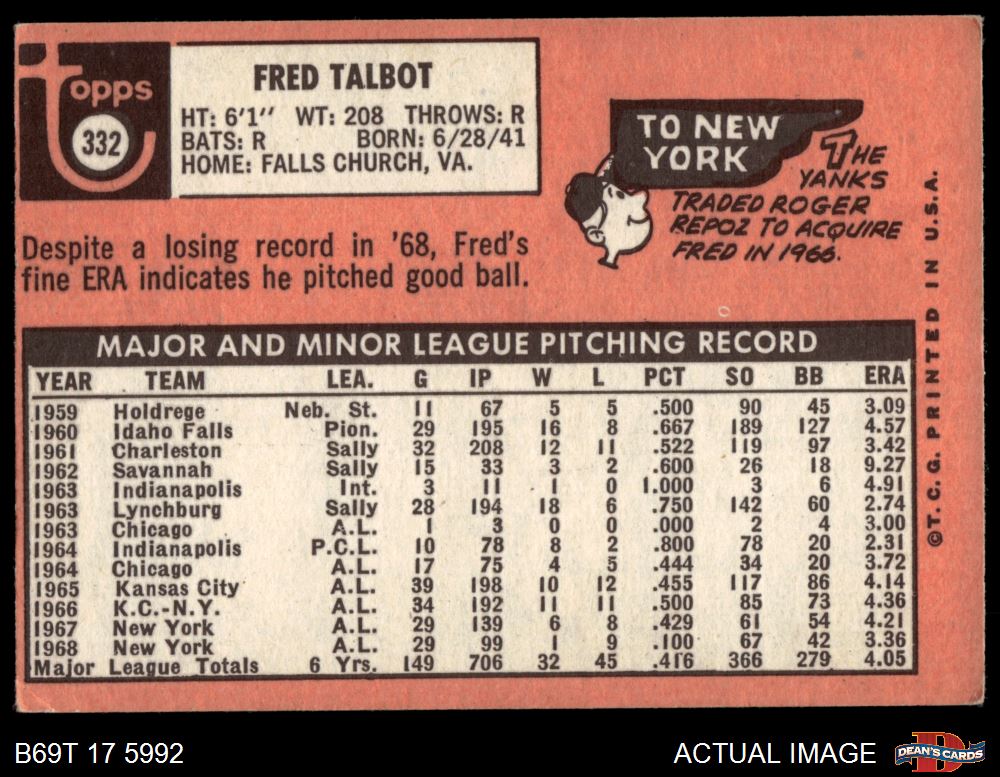 topps
332
FRED TALBOT
HT: 6'1" WT: 208 THROWS: R
BATS: R BORN: 6/28/41
HOME: FALLS CHURCH, VA.
TO NEW
YORK
THE
YANKS
TRADED ROGER
REPOZ TO ACQUIRE
FRED IN 1966.
Despite a losing record in '68, Fred's
fine ERA indicates he pitched good ball.
MAJOR AND MINOR LEAGUE PITCHING RECORD
YEAR TEAM LEA. G IP W L PCT SO BB ERA
1959 Holdrege Neb. St. 11 67 5 5 .500 90 45 3.09
1960 Idaho Falls Pion. 29 195 16 8 .667 189 127 4.57
1961 Charleston Sally 32 208 12 11 .522 119 97 3.42
1962 Savannah Sally 15 33 3 2 .600 26 18 9.27
1963 Indianapolis Int. 3 11 1 0 1.000 3 6 4.91
1963 Lynchburg Sally 28 194 18 6 .750 142 60 2.74
1963 Chicago A.L. 1 3 0 0 .000 2 4 3.00
1964 Indianapolis P.C.L. 10 78 8 2 .800 78 20 2.31
1964 Chicago A.L. 17 75 4 5 .444 34 20 3.72
1965 Kansas City A.L. 39 198 10 12 .455 117 86 4.14
1966 K.C.-N.Y. A.L. 34 192 11 11 .500 85 73 4.36
1967 New York A.L. 29 139 6 8 .429 61 54 4.21
1968 New York A.L. 29 99 1 9 .100 67 42 3.36
Major League Totals 6 Yrs. 149 706 32 45 .416 366 279 4.05
©T. C. G. PRINTED IN U.S.A.
B69T 17 5992
ACTUAL IMAGE
D
DEAN'S CARDS